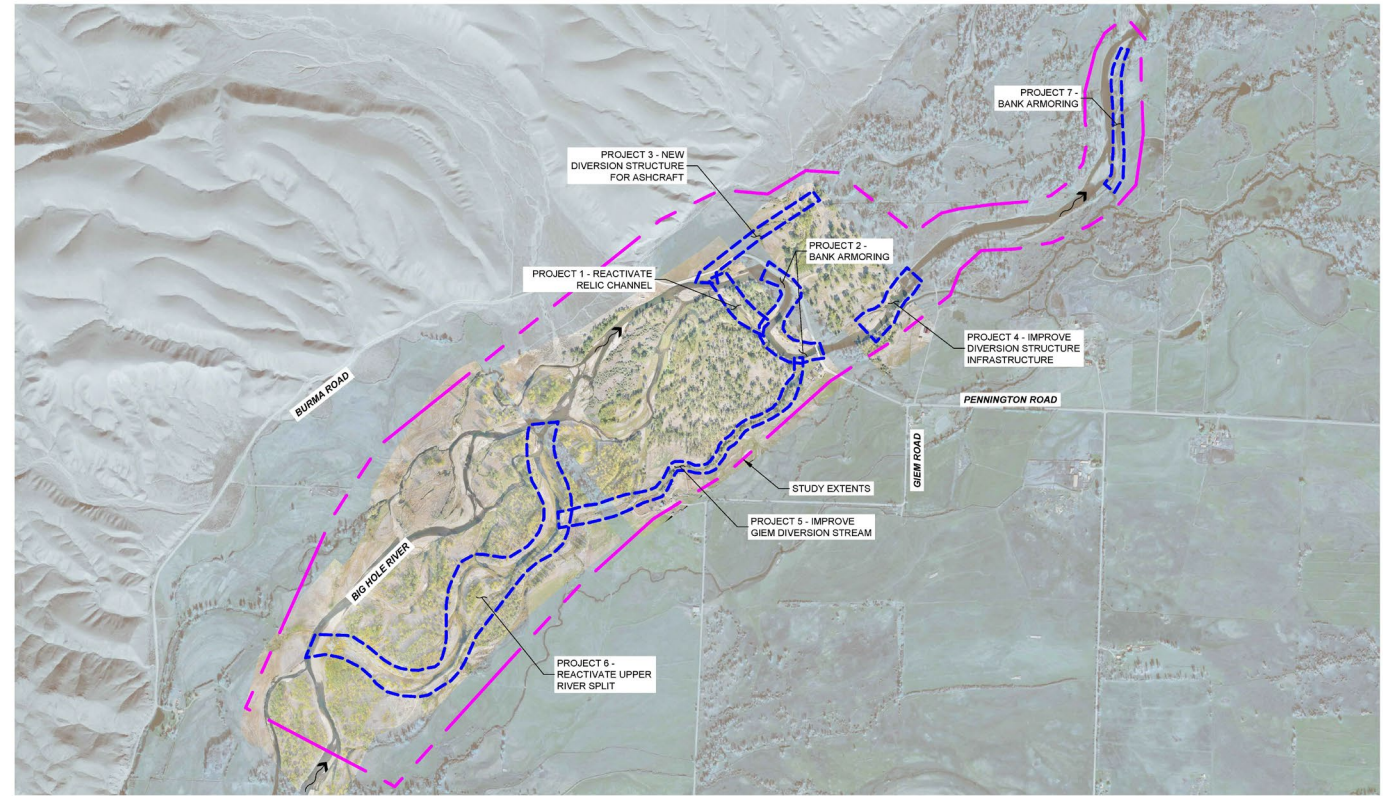 PROJECT 7 -
BANK ARMORING
PROJECT 3 - NEW
DIVERSION STRUCTURE
FOR ASHCRAFT
PROJECT 2 -
BANK ARMORING
PROJECT 1 - REACTIVATE
RELIC CHANNEL
PROJECT 4 - IMPROVE
DIVERSION STRUCTURE
INFRASTRUCTURE
BURMA ROAD
PENNINGTON ROAD
GIEM ROAD
STUDY EXTENTS
PROJECT 5 - IMPROVE
GIEM DIVERSION STREAM
BIG HOLE RIVER
PROJECT 6 -
REACTIVATE UPPER
RIVER SPLIT